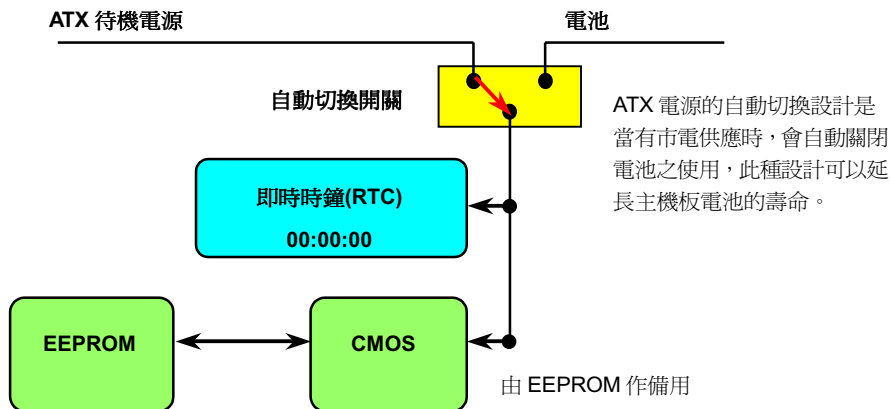 ATX 待機電源
電池
自動切換開關
ATX 電源的自動切換設計是
當有市電供應時，會自動關閉
電池之使用，此種設計可以延
長主機板電池的壽命。
即時時鐘(RTC)
00:00:00
EEPROM
CMOS
由 EEPROM 作備用